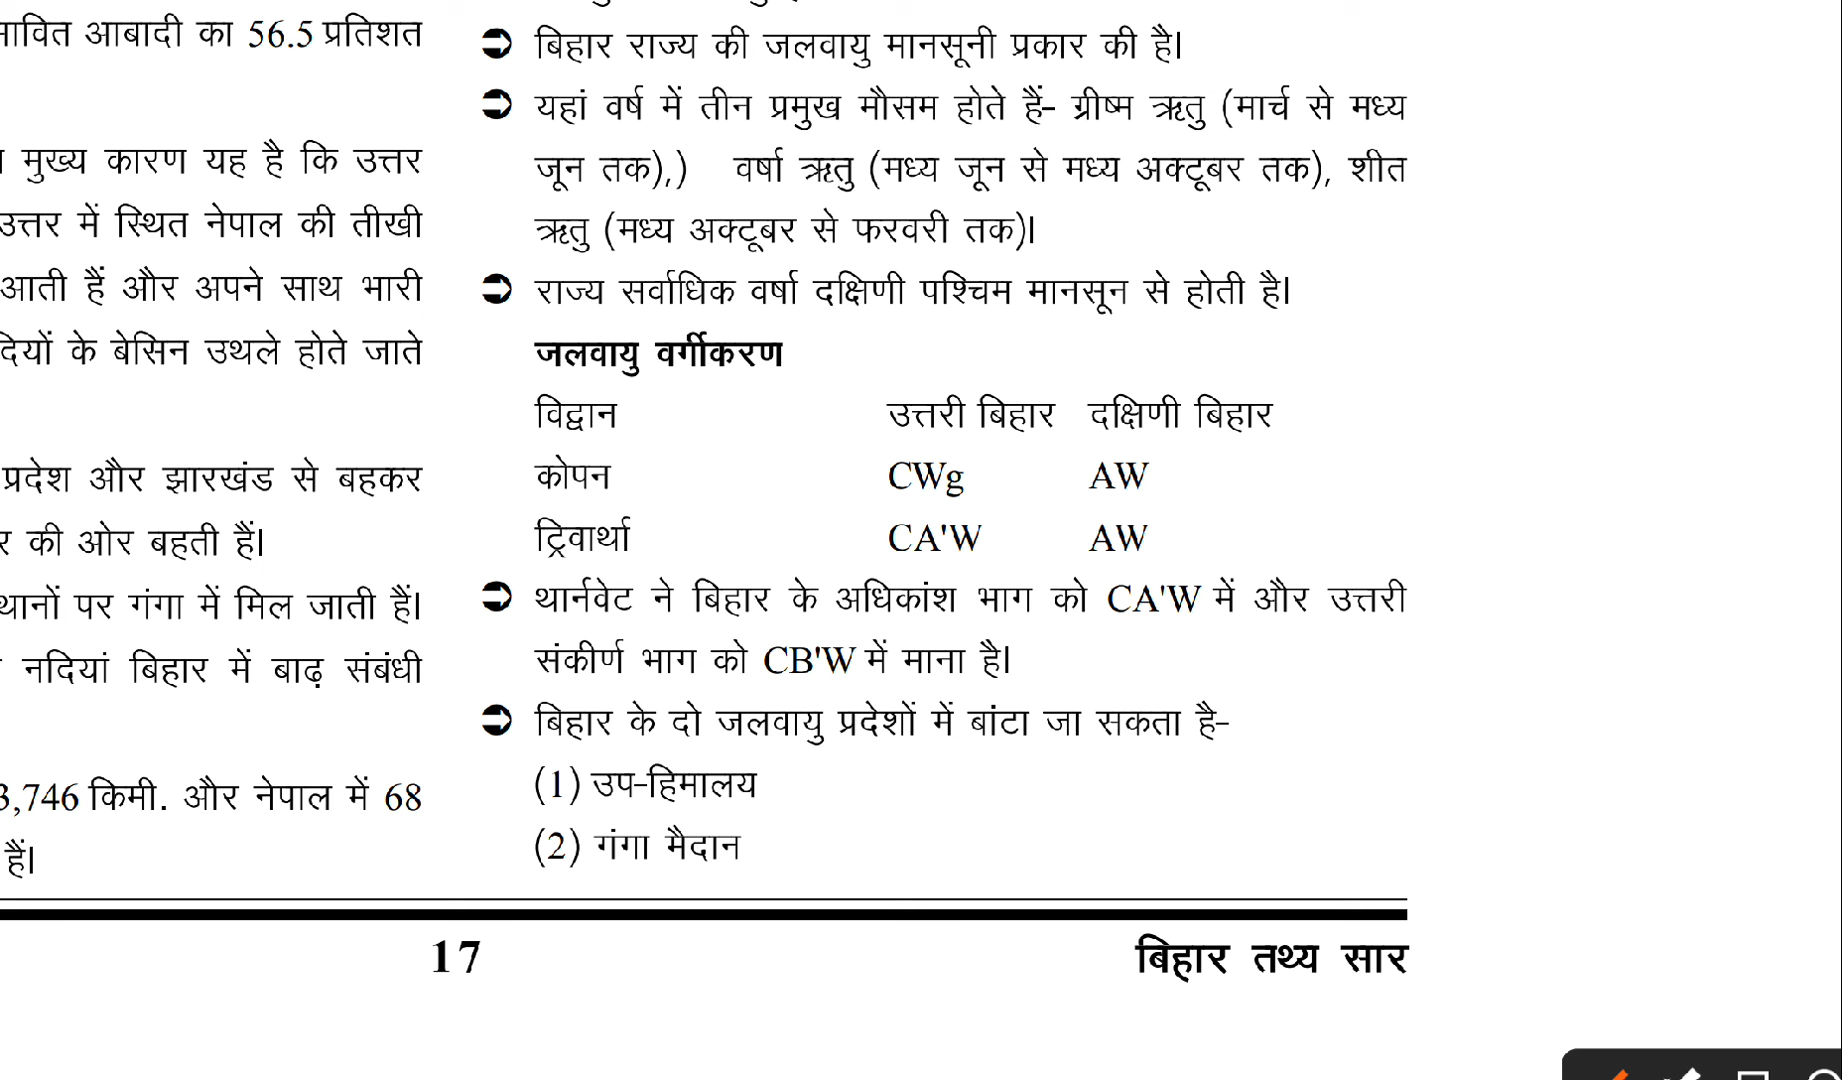 आबादी का 56.5 प्रतिशत
मुख्य कारण यह है कि उत्तर
उत्तर में स्थित नेपाल की तीखी
आती हैं और अपने साथ भारी
के बेसिन उथले होते जाते
प्रदेश और झारखंड से बहकर
की ओर बहती हैं।
पर गंगा में मिल जाती हैं।
नदियां बिहार में बाढ़ संबंधी
3,746 किमी. और नेपाल में 68
हैं।
➲ बिहार राज्य की जलवायु मानसूनी प्रकार की है।
➲ यहां वर्ष में तीन प्रमुख मौसम होते हैं- ग्रीष्म ऋतु (मार्च से मध्य
जून तक),) वर्षा ऋतु (मध्य जून से मध्य अक्टूबर तक), शीत
ऋतु (मध्य अक्टूबर से फरवरी तक)।
➲ राज्य सर्वाधिक वर्षा दक्षिणी पश्चिम मानसून से होती है।
जलवायु वर्गीकरण
विद्वान उत्तरी बिहार दक्षिणी बिहार
कोपन CWg AW
ट्रिवार्था CA'W AW
➲ थार्नवेट ने बिहार के अधिकांश भाग को CA'W में और उत्तरी
संकीर्ण भाग को CB'W में माना है।
➲ बिहार के दो जलवायु प्रदेशों में बांटा जा सकता है-
(1) उप-हिमालय
(2) गंगा मैदान
17 बिहार तथ्य सार